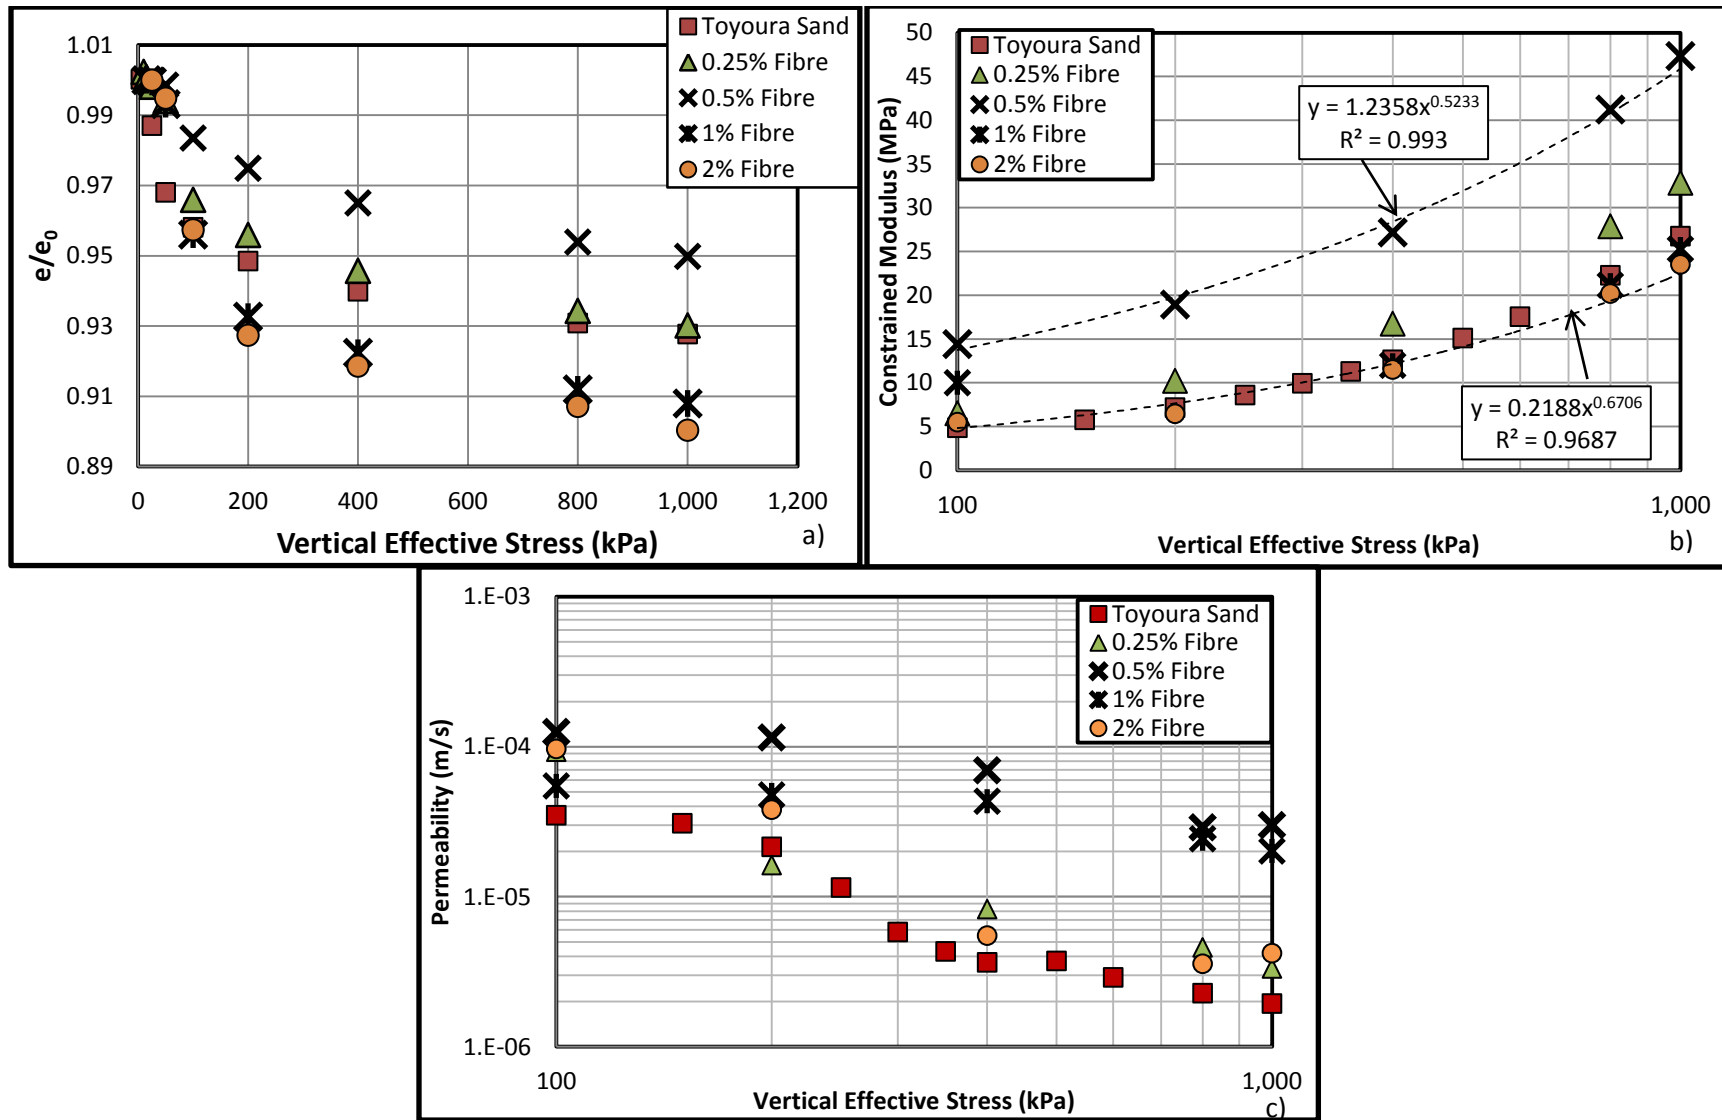 1.01
0.99
0.97
0.95
0.93
0.91
0.89
e/e₀
0
200
400
600
800
1,000
1,200
Vertical Effective Stress (kPa)
a)
Toyoura Sand
0.25% Fibre
0.5% Fibre
1% Fibre
2% Fibre
50
45
40
35
30
25
20
15
10
5
0
Constrained Modulus (MPa)
100
1,000
Vertical Effective Stress (kPa)
b)
Toyoura Sand
0.25% Fibre
0.5% Fibre
1% Fibre
2% Fibre
y = 1.2358x^0.5233
R² = 0.993
y = 0.2188x^0.6706
R² = 0.9687
1.E-03
1.E-04
1.E-05
1.E-06
Permeability (m/s)
100
1,000
Vertical Effective Stress (kPa)
c)
Toyoura Sand
0.25% Fibre
0.5% Fibre
1% Fibre
2% Fibre